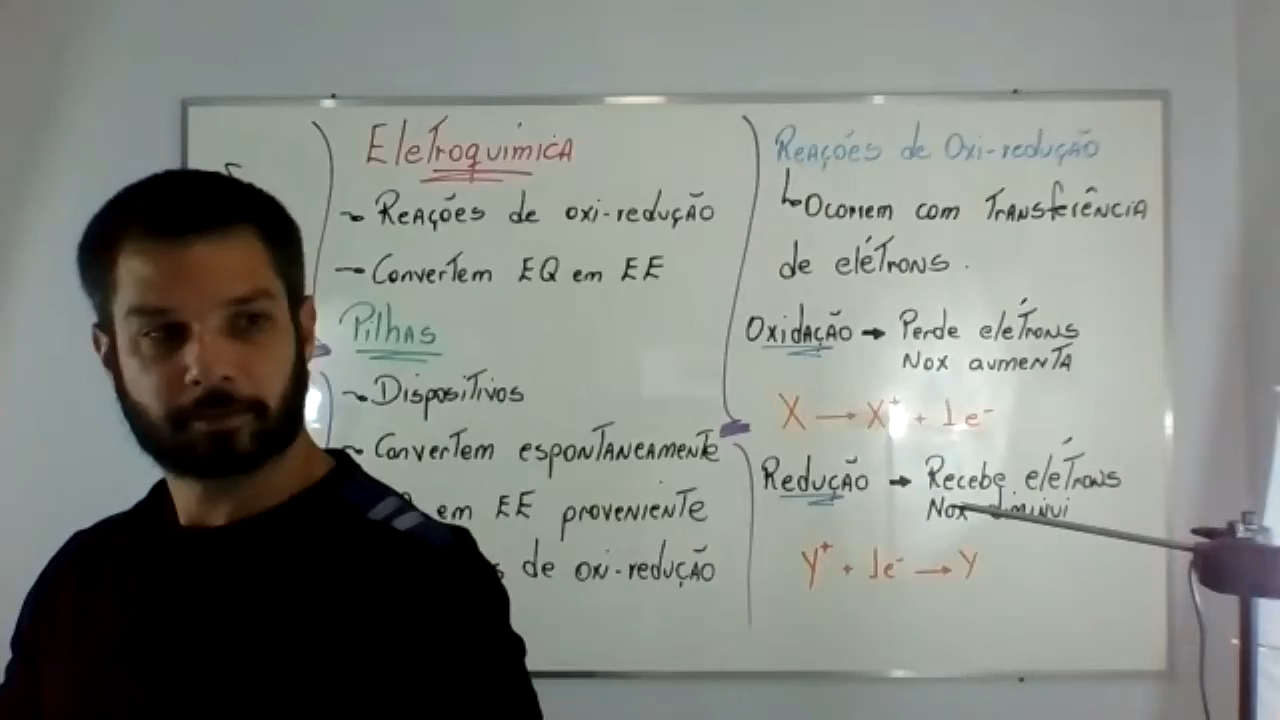 Eletroquímica
~ Reações de oxi-redução
~ Convertem EQ em EE
Pilhas
~ Dispositivos
~ Convertem espontaneamente
em EE proveniente
de oxi-redução
Reações de Oxi-redução
↳ Ocorrem com Transferência
de elétrons.
Oxidação → Perde elétrons
Nox aumenta
X → X⁺ + 1e⁻
Redução → Recebe elétrons
Nox diminui
Y⁺ + 1e⁻ → Y